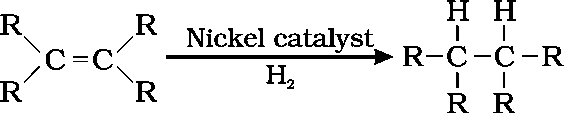 H H
R R Nickel catalyst
C=C R–C–C–R
R R H₂
R R